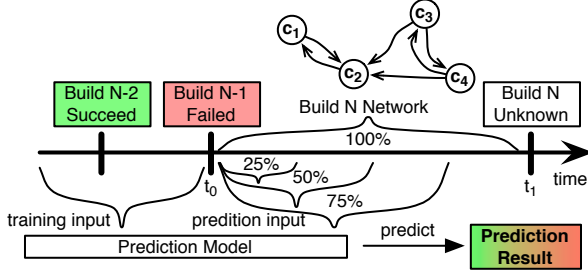 c1
c3
c2
c4
Build N-2
Succeed
Build N-1
Failed
Build N Network
Build N
Unknown
100%
25%
50%
75%
t0
t1
time
training input
predition input
Prediction Model
predict
Prediction
Result